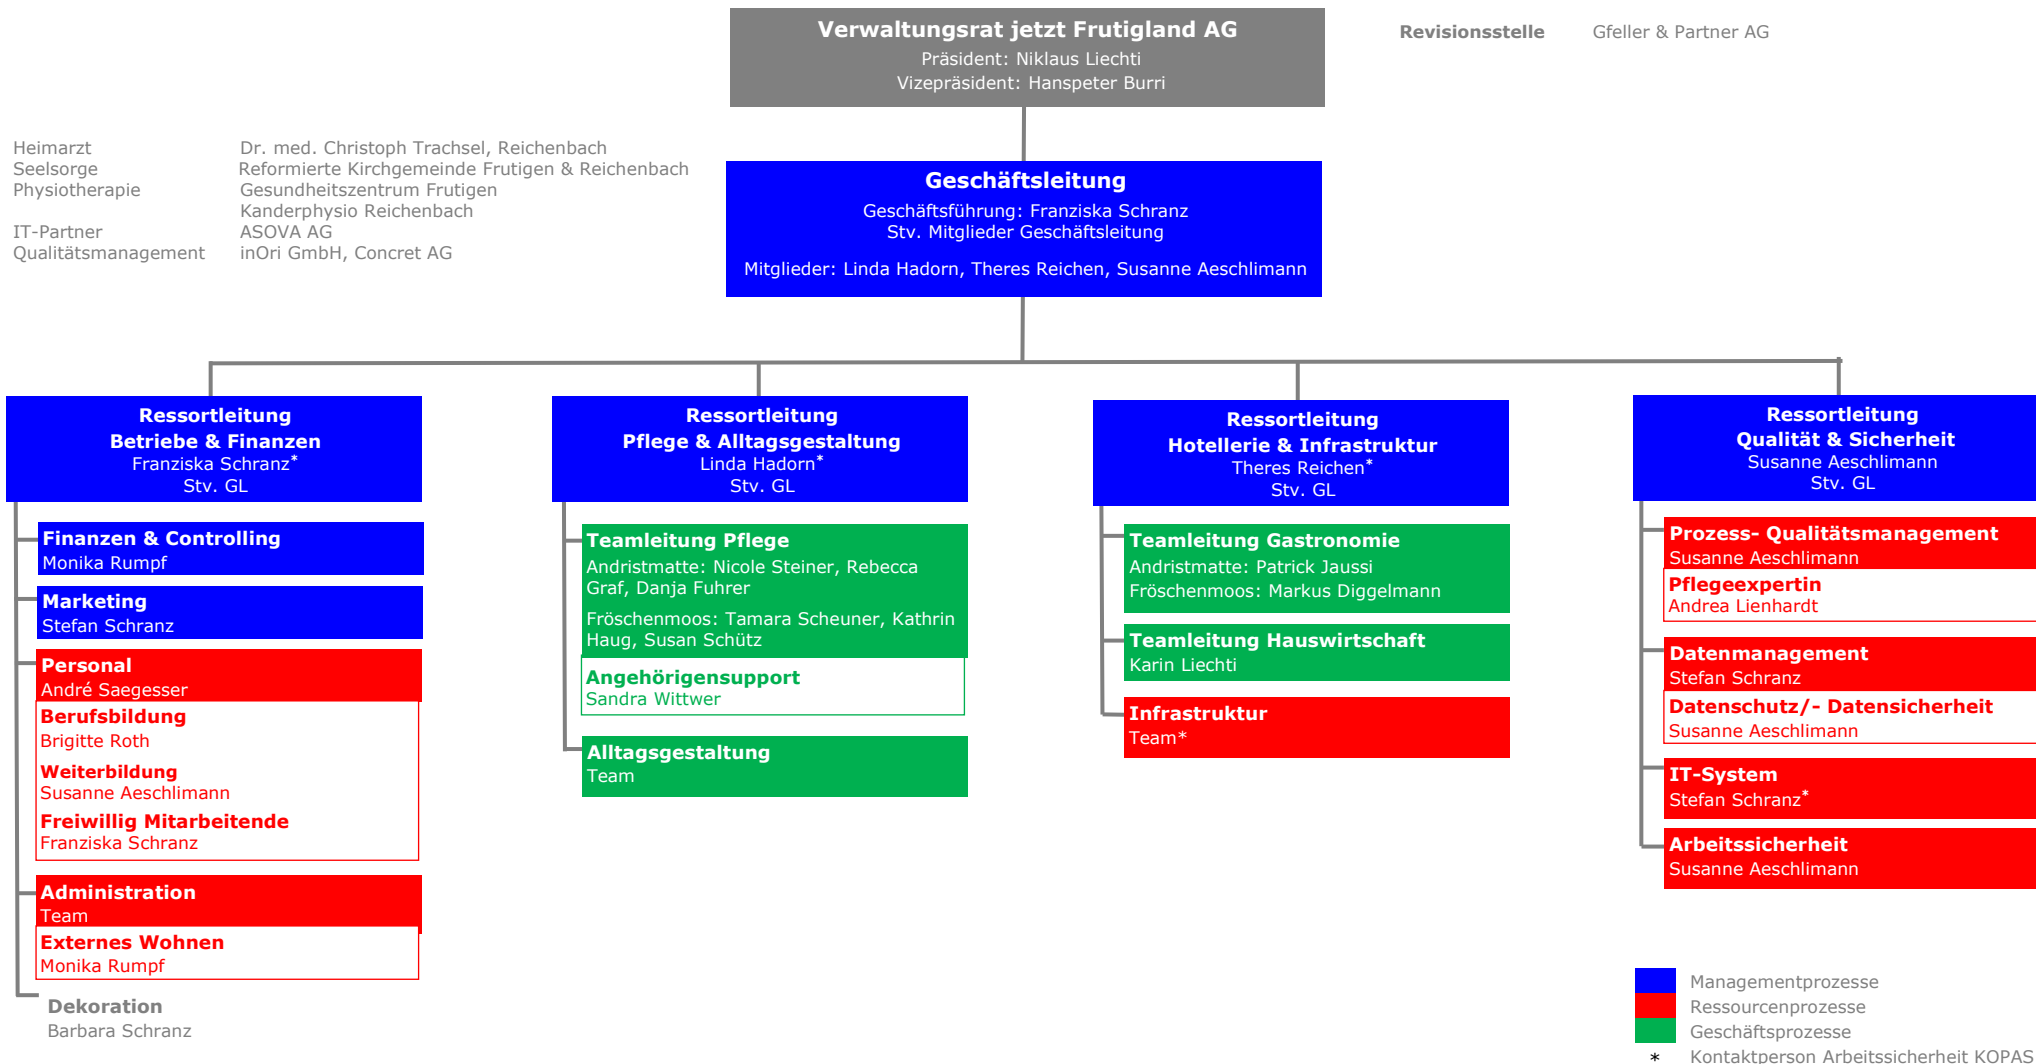 Verwaltungsrat jetzt Frutigland AG
Präsident: Niklaus Liechti
Vizepräsident: Hanspeter Burri
Revisionsstelle Gfeller & Partner AG
Heimarzt Dr. med. Christoph Trachsel, Reichenbach
Seelsorge Reformierte Kirchgemeinde Frutigen & Reichenbach
Physiotherapie Gesundheitszentrum Frutigen
Kanderphysio Reichenbach
IT-Partner ASOVA AG
Qualitätsmanagement inOri GmbH, Concret AG
Geschäftsleitung
Geschäftsführung: Franziska Schranz
Stv. Mitglieder Geschäftsleitung
Mitglieder: Linda Hadorn, Theres Reichen, Susanne Aeschlimann
Ressortleitung
Betriebe & Finanzen
Franziska Schranz*
Stv. GL
Finanzen & Controlling
Monika Rumpf
Marketing
Stefan Schranz
Personal
André Saegesser
Berufsbildung
Brigitte Roth
Weiterbildung
Susanne Aeschlimann
Freiwillig Mitarbeitende
Franziska Schranz
Administration
Team
Externes Wohnen
Monika Rumpf
Dekoration
Barbara Schranz
Ressortleitung
Pflege & Alltagsgestaltung
Linda Hadorn*
Stv. GL
Teamleitung Pflege
Andristmatte: Nicole Steiner, Rebecca
Graf, Danja Fuhrer
Fröschenmoos: Tamara Scheuner, Kathrin
Haug, Susan Schütz
Angehörigensupport
Sandra Wittwer
Alltagsgestaltung
Team
Ressortleitung
Hotellerie & Infrastruktur
Theres Reichen*
Stv. GL
Teamleitung Gastronomie
Andristmatte: Patrick Jaussi
Fröschenmoos: Markus Diggelmann
Teamleitung Hauswirtschaft
Karin Liechti
Infrastruktur
Team*
Ressortleitung
Qualität & Sicherheit
Susanne Aeschlimann
Stv. GL
Prozess- Qualitätsmanagement
Susanne Aeschlimann
Pflegeexpertin
Andrea Lienhardt
Datenmanagement
Stefan Schranz
Datenschutz/- Datensicherheit
Susanne Aeschlimann
IT-System
Stefan Schranz*
Arbeitssicherheit
Susanne Aeschlimann
Managementprozesse
Ressourcenprozesse
Geschäftsprozesse
* Kontaktperson Arbeitssicherheit KOPAS